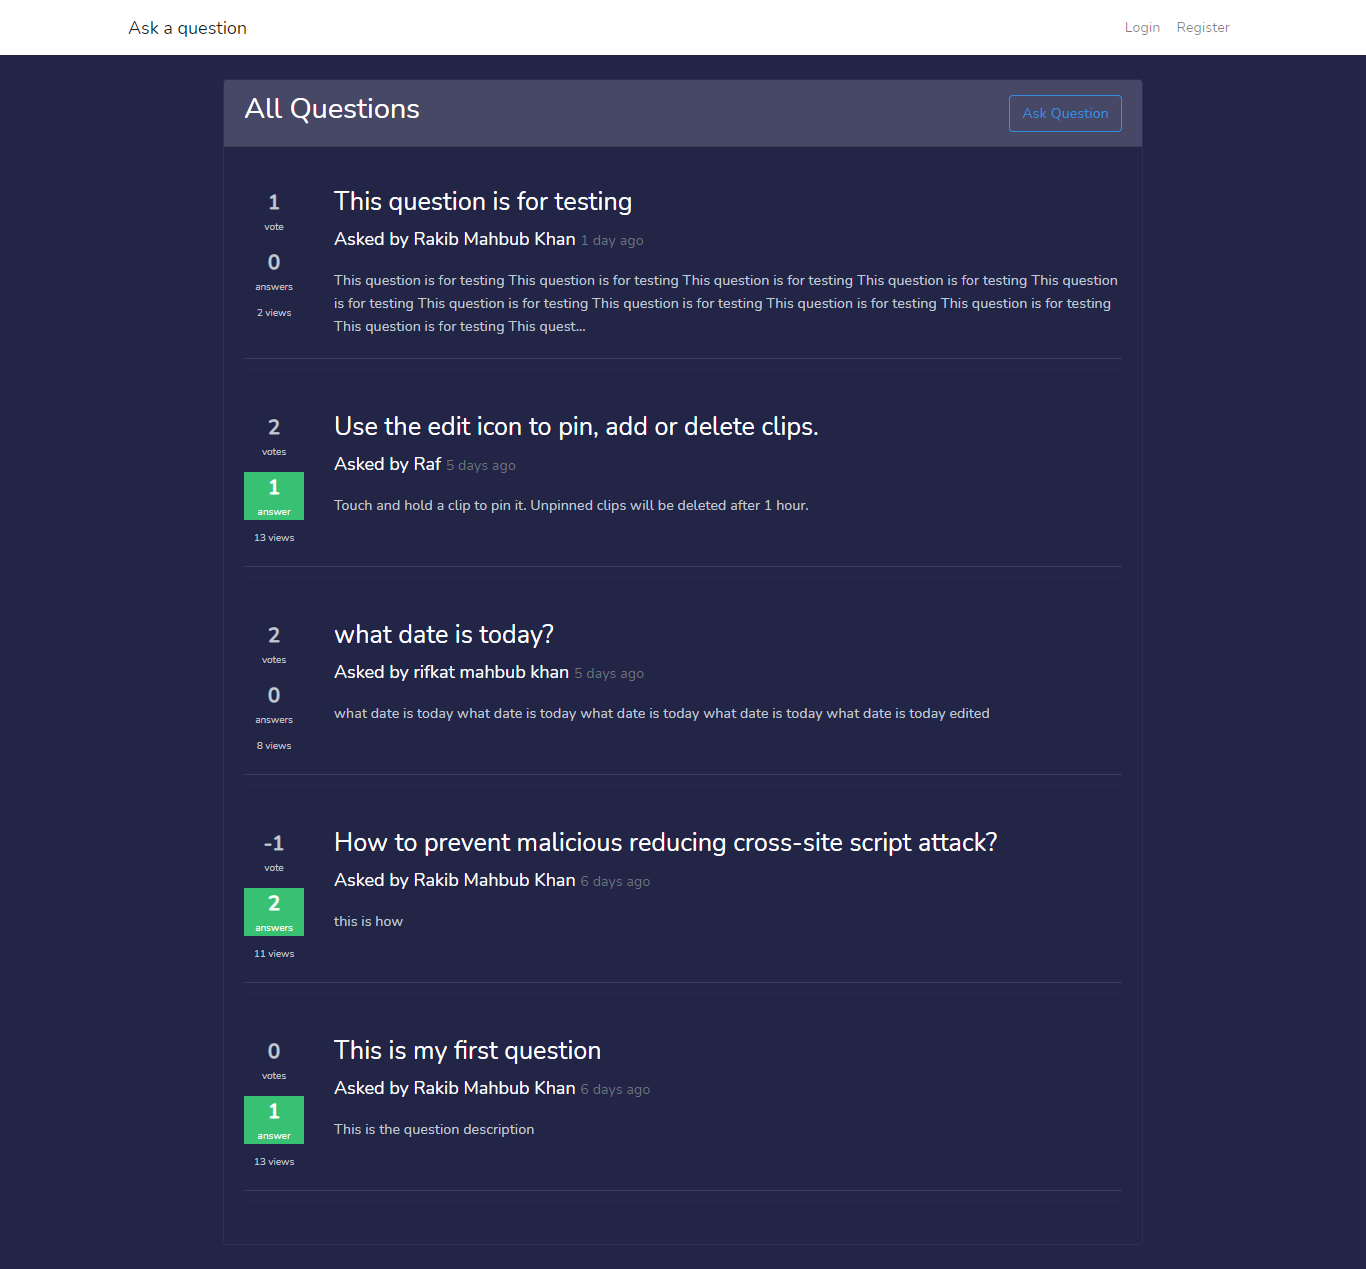 Ask a question
Login Register
All Questions
Ask Question
1
vote
0
answers
2 views
This question is for testing
Asked by Rakib Mahbub Khan 1 day ago
This question is for testing This question is for testing This question is for testing This question is for testing This question
is for testing This question is for testing This question is for testing This question is for testing This question is for testing
This question is for testing This quest...
2
votes
1
answer
13 views
Use the edit icon to pin, add or delete clips.
Asked by Raf 5 days ago
Touch and hold a clip to pin it. Unpinned clips will be deleted after 1 hour.
2
votes
0
answers
8 views
what date is today?
Asked by rifkat mahbub khan 5 days ago
what date is today what date is today what date is today what date is today what date is today edited
-1
vote
2
answers
11 views
How to prevent malicious reducing cross-site script attack?
Asked by Rakib Mahbub Khan 6 days ago
this is how
0
votes
1
answer
13 views
This is my first question
Asked by Rakib Mahbub Khan 6 days ago
This is the question description